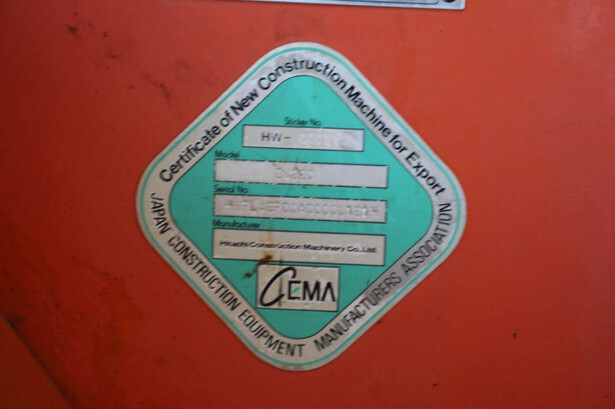 Certificate of New Construction Machine for Export
Sticker No
HW-
Model
Serial No
Manufacturer
Hitachi Construction Machinery Co., Ltd.
CEMA
JAPAN CONSTRUCTION EQUIPMENT MANUFACTURERS ASSOCIATION